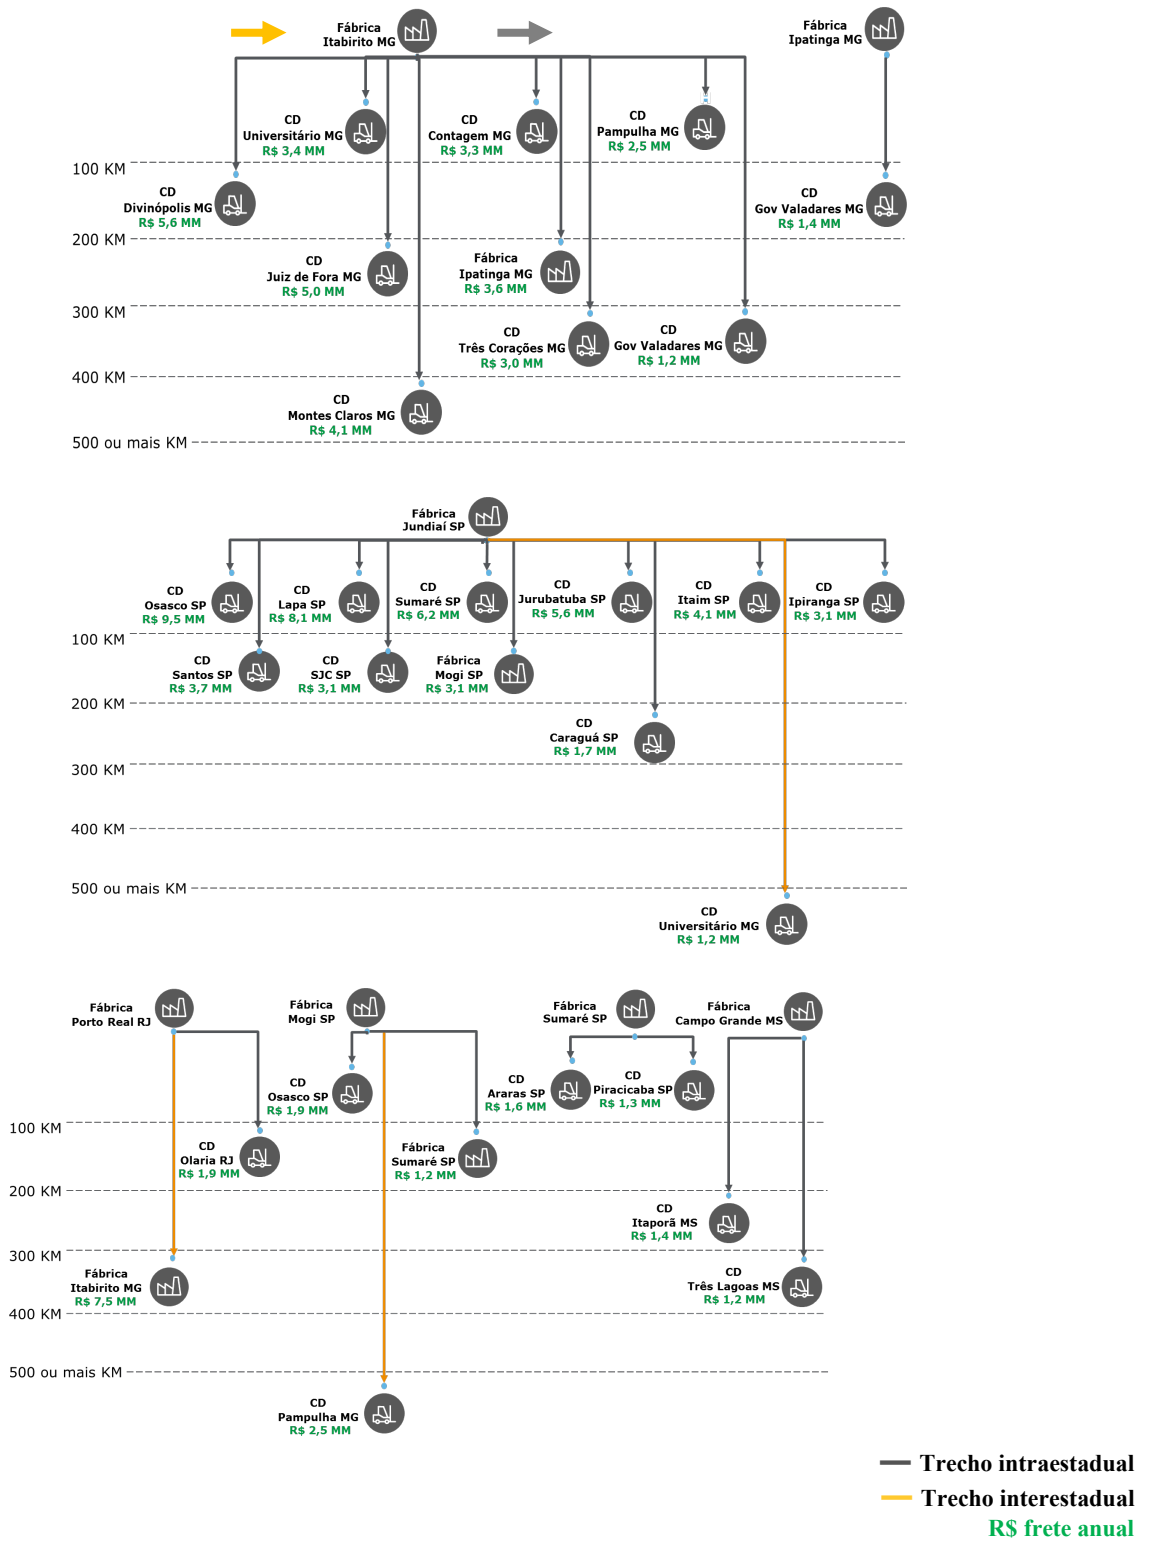 Fábrica
Itabirito MG
Fábrica
Ipatinga MG
CD
Universitário MG
R$ 3,4 MM
CD
Contagem MG
R$ 3,3 MM
CD
Pampulha MG
R$ 2,5 MM
100 KM
CD
Divinópolis MG
R$ 5,6 MM
CD
Gov Valadares MG
R$ 1,4 MM
200 KM
CD
Juiz de Fora MG
R$ 5,0 MM
Fábrica
Ipatinga MG
R$ 3,6 MM
300 KM
CD
Três Corações MG
R$ 3,0 MM
CD
Gov Valadares MG
R$ 1,2 MM
400 KM
CD
Montes Claros MG
R$ 4,1 MM
500 ou mais KM
Fábrica
Jundiaí SP
CD
Osasco SP
R$ 9,5 MM
CD
Lapa SP
R$ 8,1 MM
CD
Sumaré SP
R$ 6,2 MM
CD
Jurubatuba SP
R$ 5,6 MM
CD
Itaim SP
R$ 4,1 MM
CD
Ipiranga SP
R$ 3,1 MM
100 KM
CD
Santos SP
R$ 3,7 MM
CD
SJC SP
R$ 3,1 MM
Fábrica
Mogi SP
R$ 3,1 MM
200 KM
CD
Caraguá SP
R$ 1,7 MM
300 KM
400 KM
500 ou mais KM
CD
Universitário MG
R$ 1,2 MM
Fábrica
Porto Real RJ
Fábrica
Mogi SP
Fábrica
Sumaré SP
Fábrica
Campo Grande MS
CD
Osasco SP
R$ 1,9 MM
CD
Araras SP
R$ 1,6 MM
CD
Piracicaba SP
R$ 1,3 MM
100 KM
CD
Olaria RJ
R$ 1,9 MM
Fábrica
Sumaré SP
R$ 1,2 MM
200 KM
CD
Itaporã MS
R$ 1,4 MM
300 KM
Fábrica
Itabirito MG
R$ 7,5 MM
CD
Três Lagoas MS
R$ 1,2 MM
400 KM
500 ou mais KM
CD
Pampulha MG
R$ 2,5 MM
Trecho intraestadual
Trecho interestadual
R$ frete anual